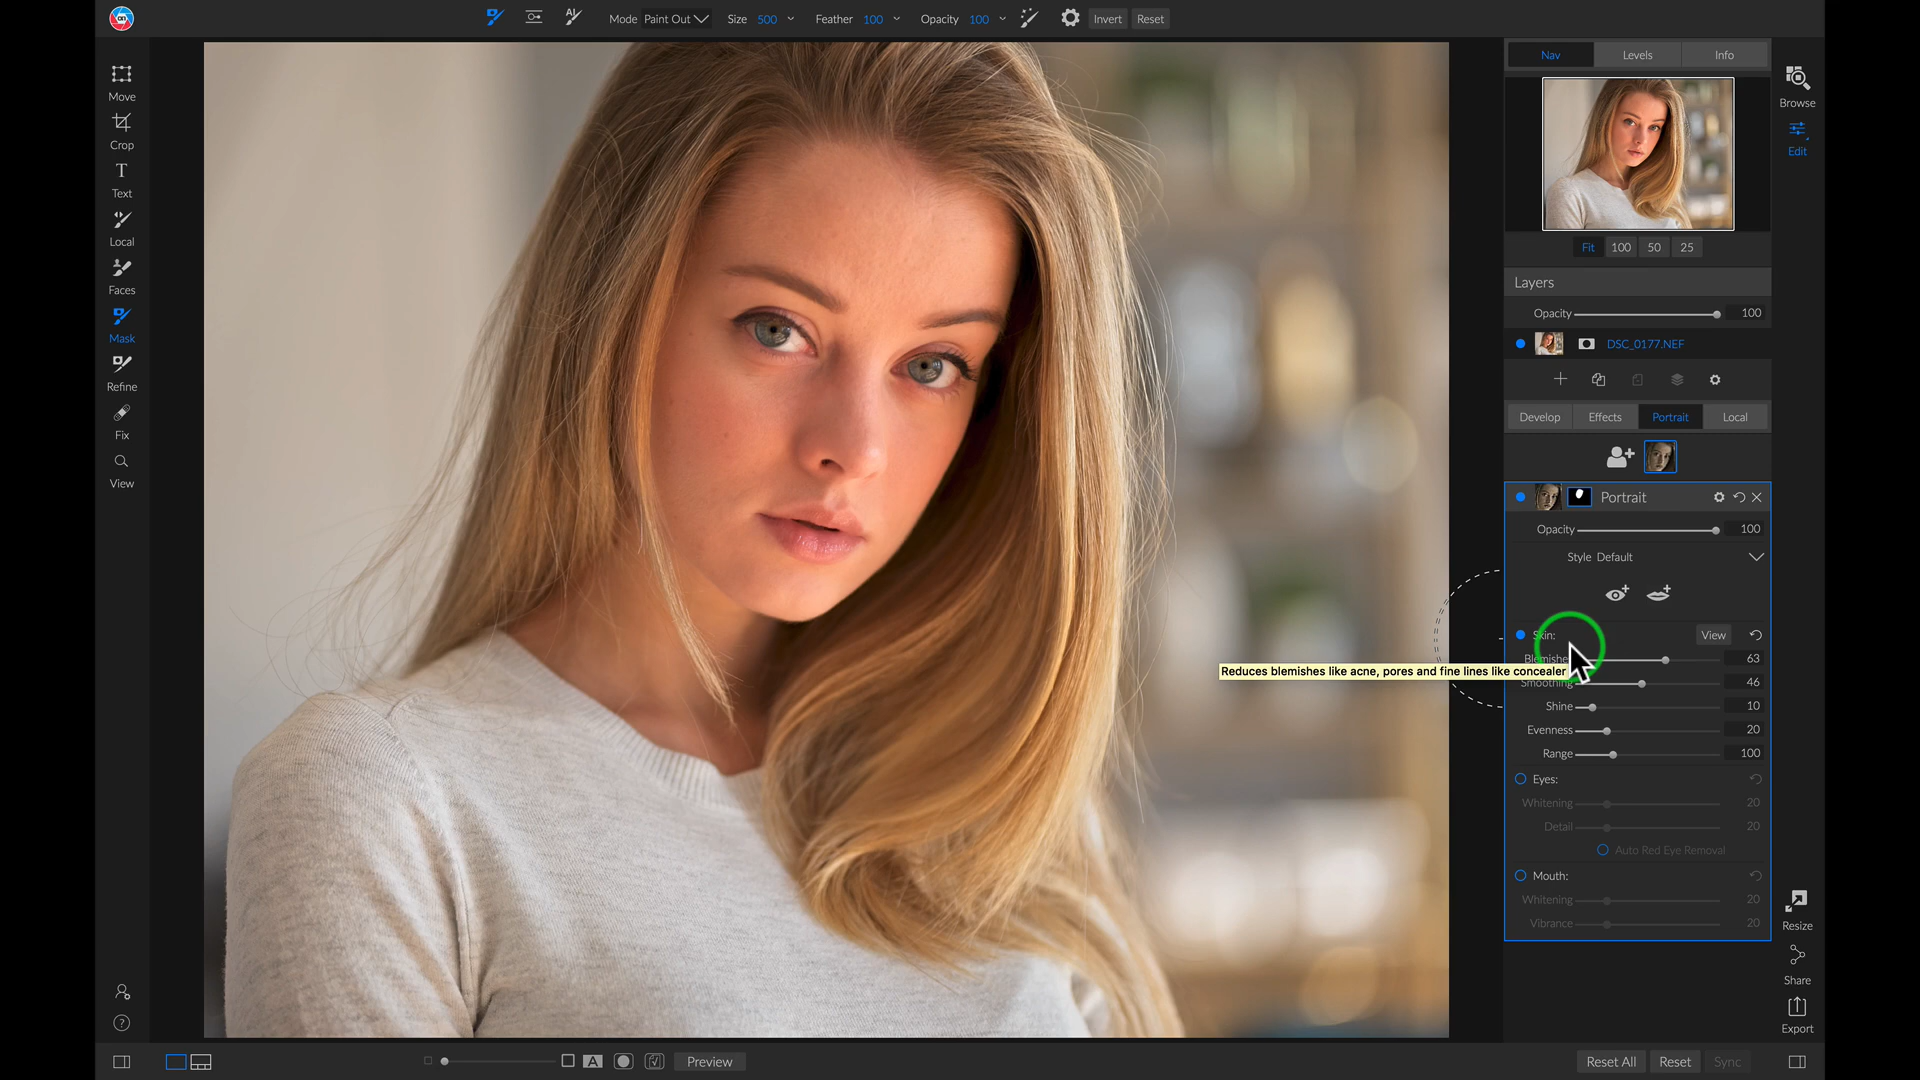 Mode Paint Out Size 500 Feather 100 Opacity 100 Invert Reset
Move
Crop
Text
Local
Faces
Mask
Refine
Fix
View
Nav Levels Info
Fit 100 50 25
Layers
Opacity 100
DSC_0177.NEF
Develop Effects Portrait Local
Portrait
Opacity 100
Style Default
Skin: View
Blemishes 63
Reduces blemishes like acne, pores and fine lines like concealer
Smoothing 46
Shine 10
Evenness 20
Range 100
Eyes:
Whitening 20
Detail 20
Auto Red Eye Removal
Mouth:
Whitening 20
Vibrance 20
Browse
Edit
Resize
Share
Export
A Preview
Reset All Reset Sync